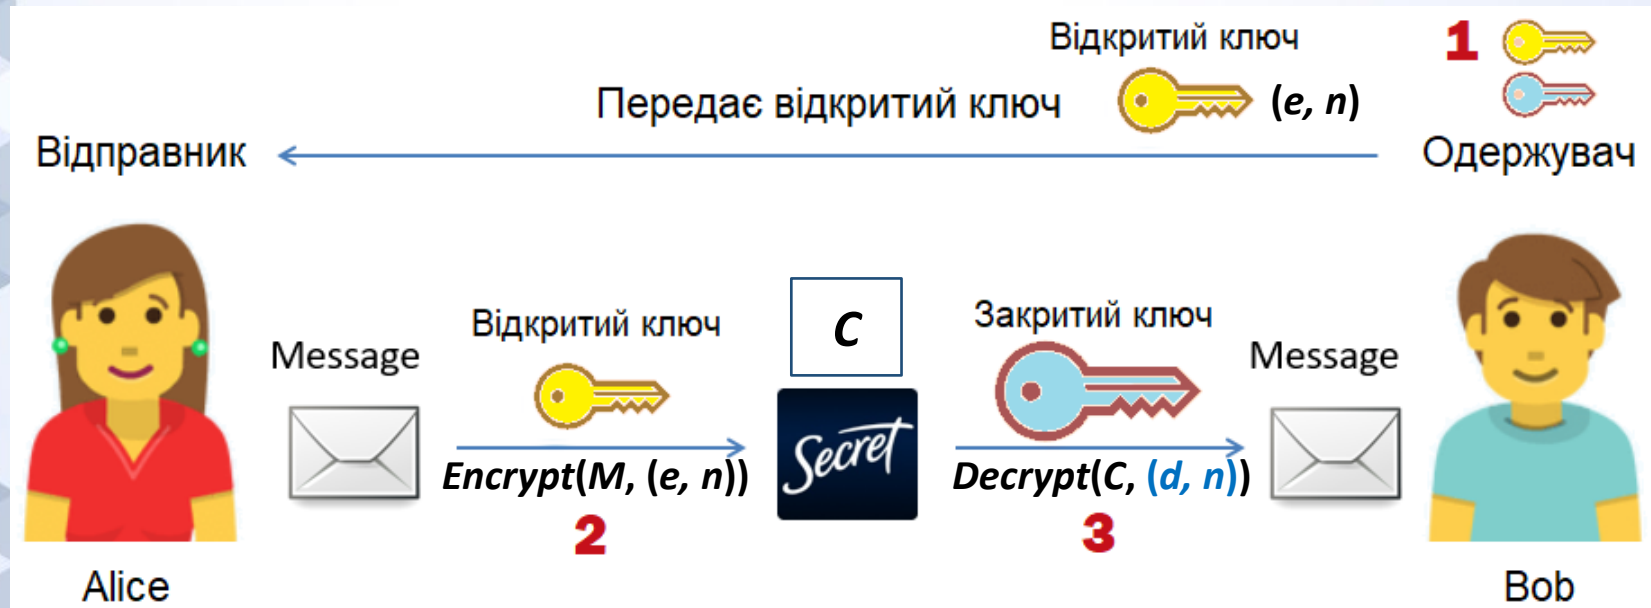 Відкритий ключ
1
Передає відкритий ключ
(e, n)
Відправник
Одержувач
Message
Відкритий ключ
C
Закритий ключ
Message
Secret
Encrypt(M, (e, n))
Decrypt(C, (d, n))
2
3
Alice
Bob